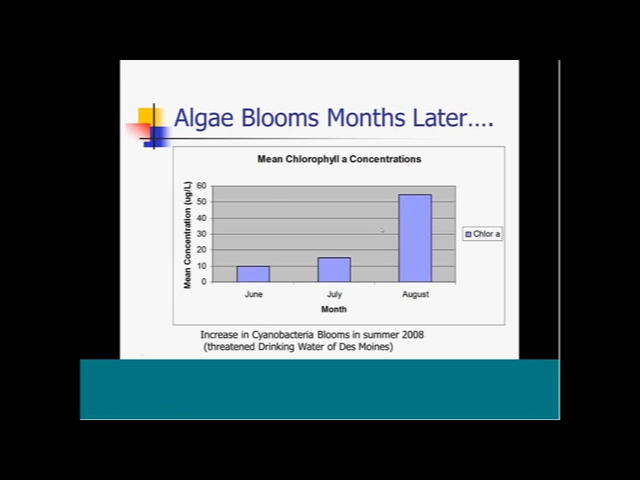 Algae Blooms Months Later....
Mean Chlorophyll a Concentrations
Mean Concentration (ug/L)
60
50
40
30
20
10
0
June July August
Month
Chlor a
Increase in Cyanobacteria Blooms in summer 2008
(threatened Drinking Water of Des Moines)